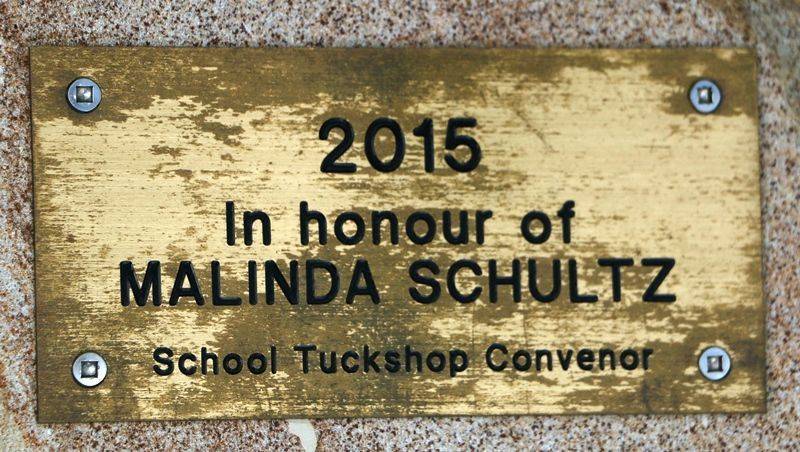 2015
In honour of
MALINDA SCHULTZ
School Tuckshop Convenor